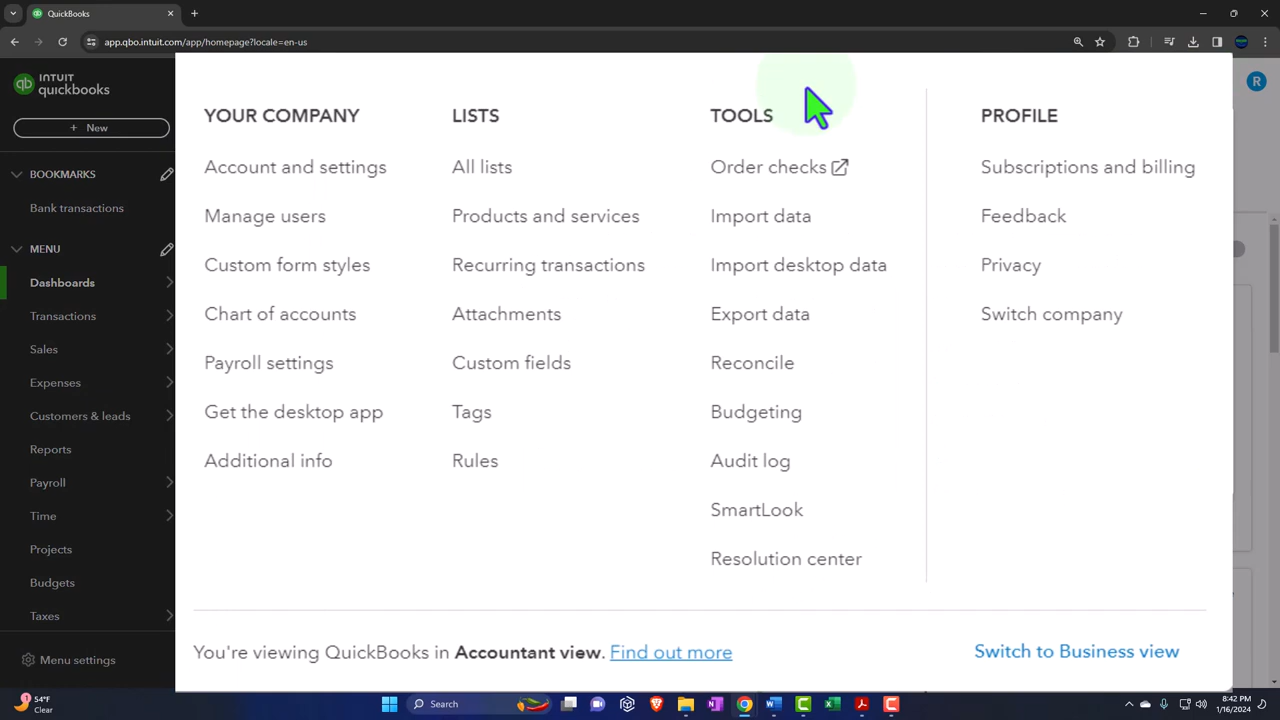 QuickBooks
app.qbo.intuit.com/app/homepage?locale=en-us
INTUIT
quickbooks
+ New
BOOKMARKS
Bank transactions
MENU
Dashboards
Transactions
Sales
Expenses
Customers & leads
Reports
Payroll
Time
Projects
Budgets
Taxes
Menu settings
YOUR COMPANY
Account and settings
Manage users
Custom form styles
Chart of accounts
Payroll settings
Get the desktop app
Additional info
LISTS
All lists
Products and services
Recurring transactions
Attachments
Custom fields
Tags
Rules
TOOLS
Order checks
Import data
Import desktop data
Export data
Reconcile
Budgeting
Audit log
SmartLook
Resolution center
PROFILE
Subscriptions and billing
Feedback
Privacy
Switch company
R
You're viewing QuickBooks in Accountant view. Find out more
Switch to Business view
54°F
Clear
Search
8:42 PM
1/16/2024